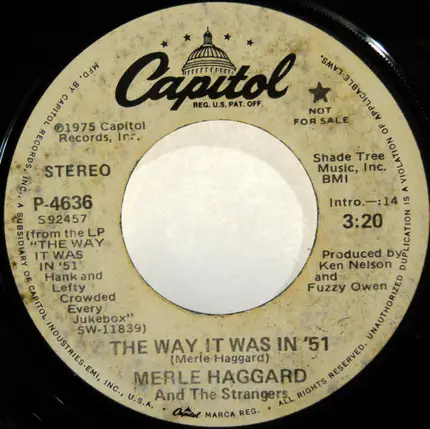 Capitol
REG. U.S. PAT. OFF.
MFD. BY CAPITOL RECORDS, INC., A SUBSIDIARY OF CAPITOL INDUSTRIES-EMI, INC., U.S.A.
©1975 Capitol
Records, Inc.
NOT
FOR SALE
STEREO
Shade Tree
Music, Inc.
BMI
P-4636
S92457
Intro.—:14
3:20
(from the LP
"THE WAY
IT WAS
IN '51"
Hank and
Lefty
Crowded
Every
Jukebox"
SW-11839)
Produced by
Ken Nelson
and
Fuzzy Owen
THE WAY IT WAS IN '51
(Merle Haggard)
MERLE HAGGARD
And The Strangers
• Capitol MARCA REG. • ALL RIGHTS RESERVED. UNAUTHORIZED DUPLICATION IS A VIOLATION OF APPLICABLE LAWS.